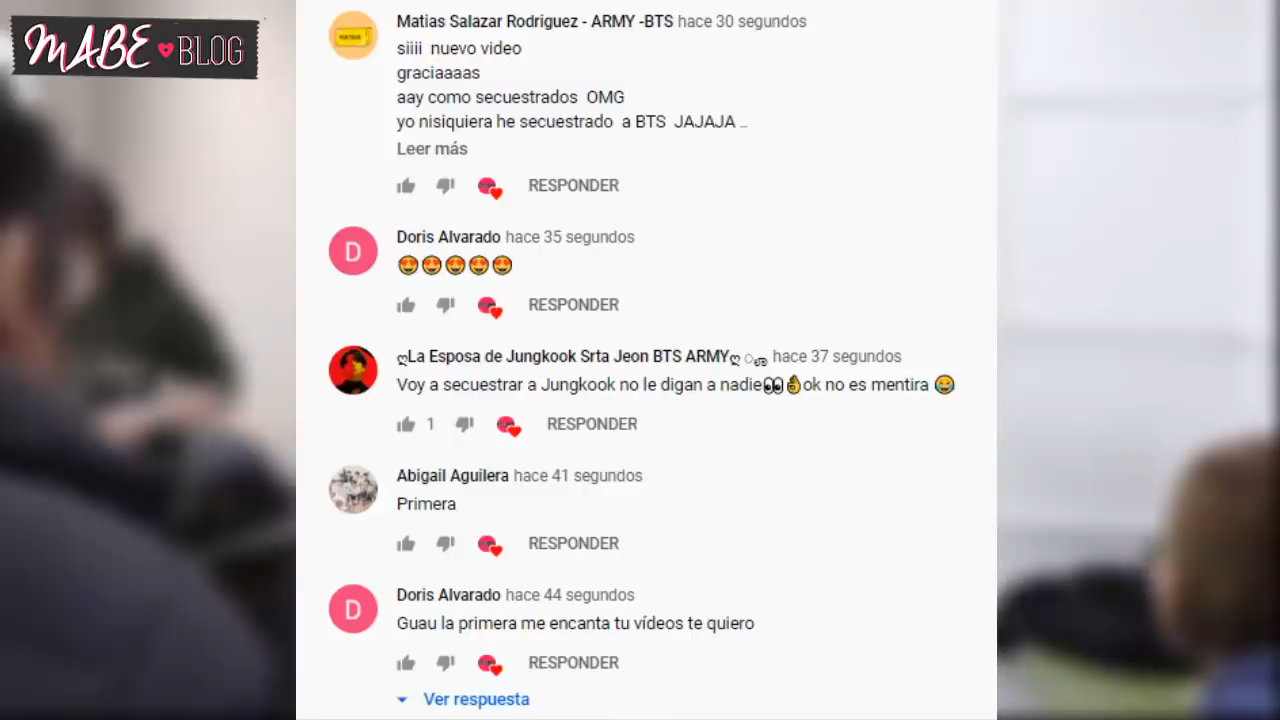 MABE BLOG
Matias Salazar Rodriguez - ARMY -BTS hace 30 segundos
siiii nuevo video
graciaaaas
aay como secuestrados OMG
yo nisiquiera he secuestrado a BTS JAJAJA ..
Leer más
RESPONDER
Doris Alvarado hace 35 segundos
😍😍😍😍😍
RESPONDER
ღLa Esposa de Jungkook Srta Jeon BTS ARMYღ hace 37 segundos
Voy a secuestrar a Jungkook no le digan a nadie👀👌ok no es mentira 😂
1 RESPONDER
Abigail Aguilera hace 41 segundos
Primera
RESPONDER
D Doris Alvarado hace 44 segundos
Guau la primera me encanta tu vídeos te quiero
RESPONDER
Ver respuesta